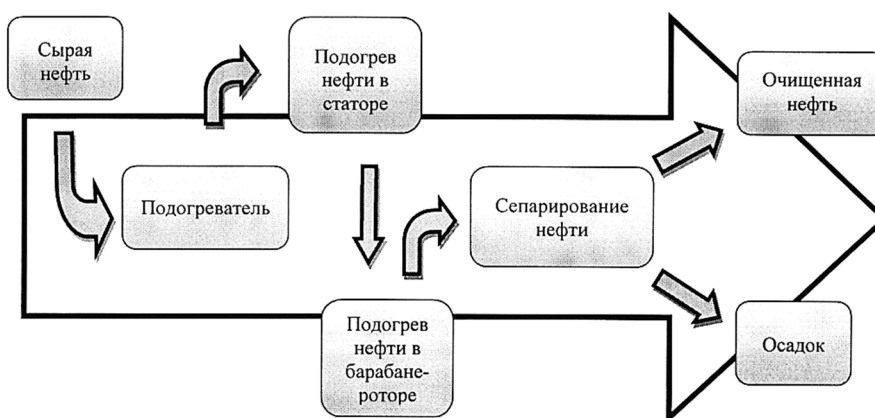 Сырая
нефть
Подогрев
нефти в
статоре
Очищенная
нефть
Подогреватель
Сепарирование
нефти
Подогрев
нефти в
барабане-
роторе
Осадок